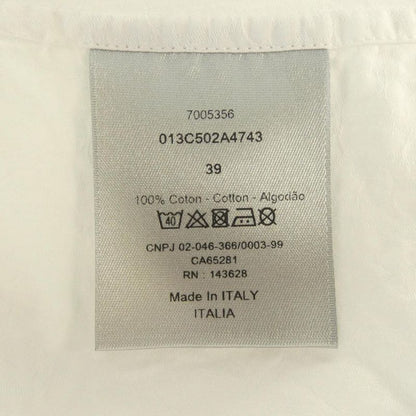 7005356
013C502A4743
39
100% Coton - Cotton - Algodão
40
CNPJ 02-046-366/0003-99
CA65281
RN : 143628
Made In ITALY
ITALIA